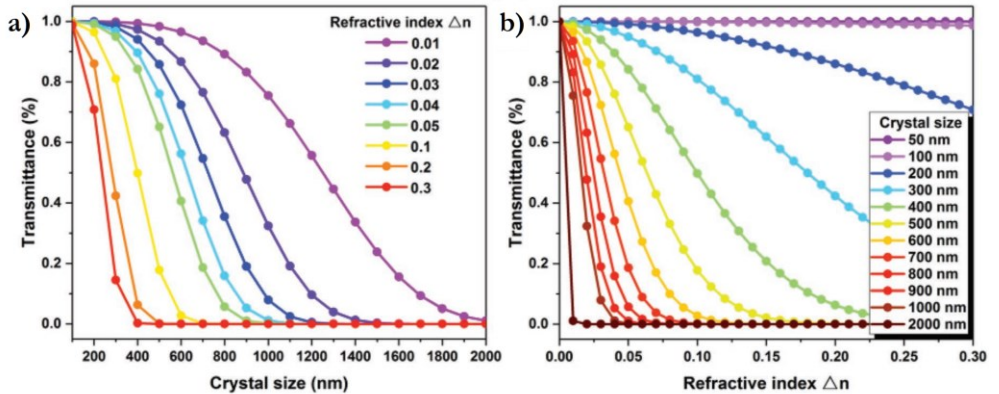 a)
Refractive index △n
0.01
0.02
0.03
0.04
0.05
0.1
0.2
0.3
Transmittance (%)
1.0
0.8
0.6
0.4
0.2
0.0
200 400 600 800 1000 1200 1400 1600 1800 2000
Crystal size (nm)
b)
Transmittance (%)
1.0
0.8
0.6
0.4
0.2
0.0
Crystal size
50 nm
100 nm
200 nm
300 nm
400 nm
500 nm
600 nm
700 nm
800 nm
900 nm
1000 nm
2000 nm
0.00 0.05 0.10 0.15 0.20 0.25 0.30
Refractive index △n